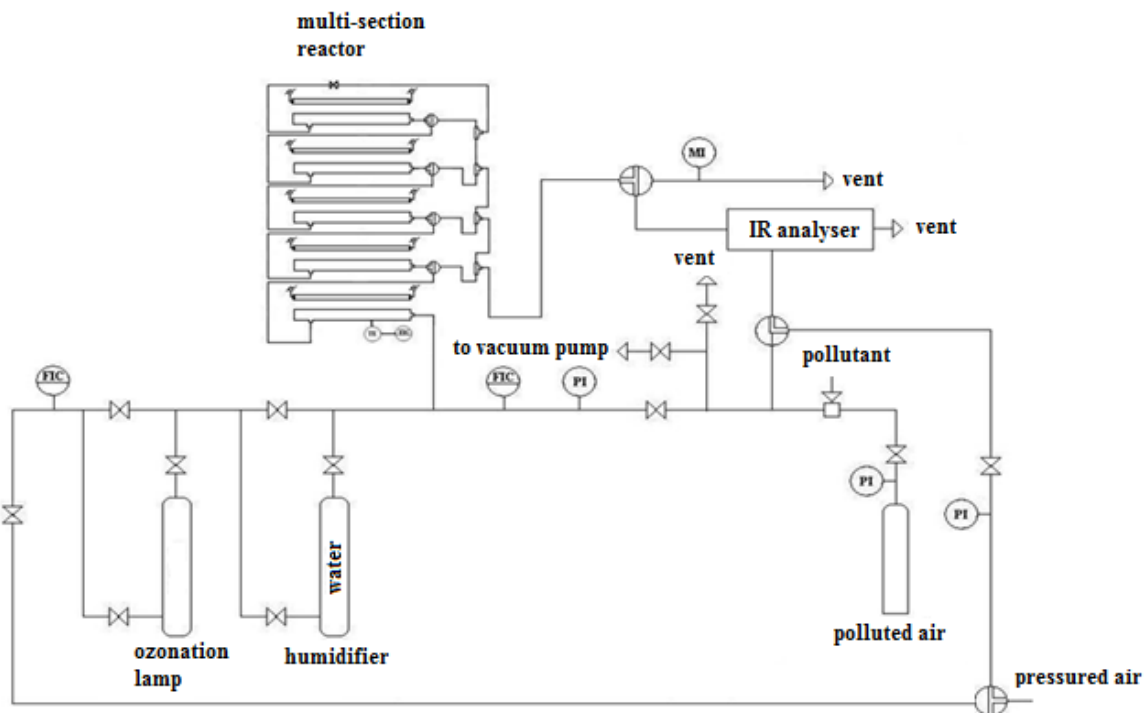 multi-section
reactor
MI
vent
IR analyser
vent
vent
to vacuum pump
pollutant
FIC
FIC
PI
PI
PI
water
ozonation
lamp
humidifier
polluted air
pressured air